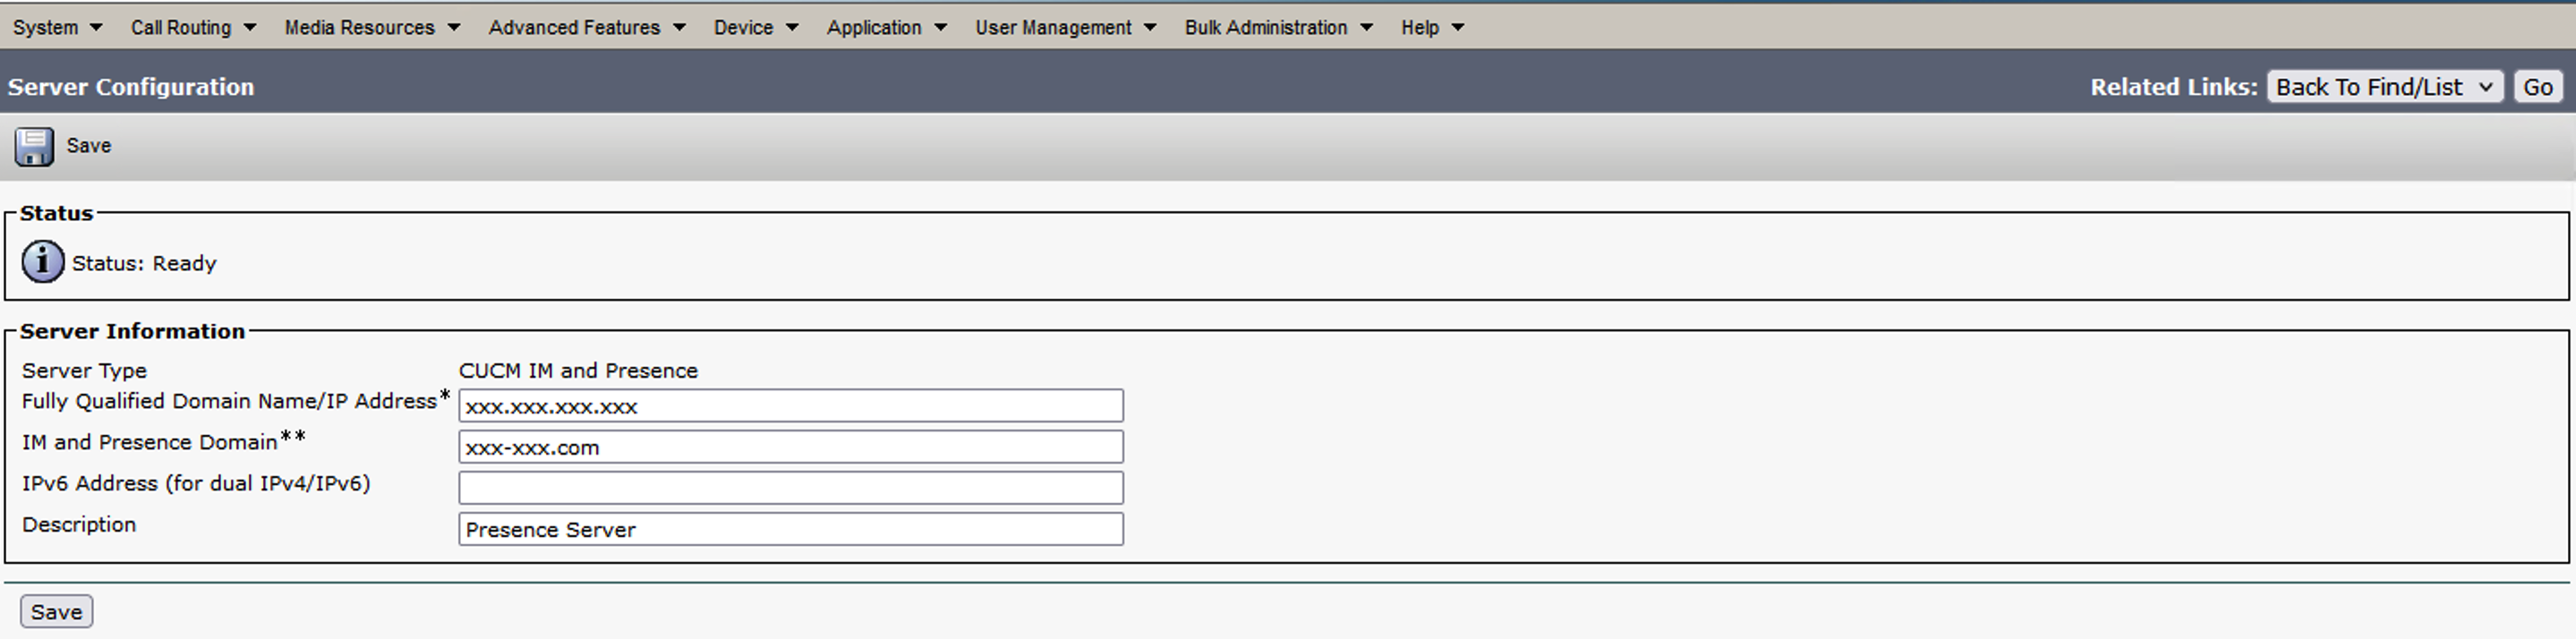 System Call Routing Media Resources Advanced Features Device Application User Management Bulk Administration Help
Server Configuration Related Links: Back To Find/List Go
Save
Status
Status: Ready
Server Information
Server Type CUCM IM and Presence
Fully Qualified Domain Name/IP Address* xxx.xxx.xxx.xxx
IM and Presence Domain** xxx-xxx.com
IPv6 Address (for dual IPv4/IPv6)
Description Presence Server
Save